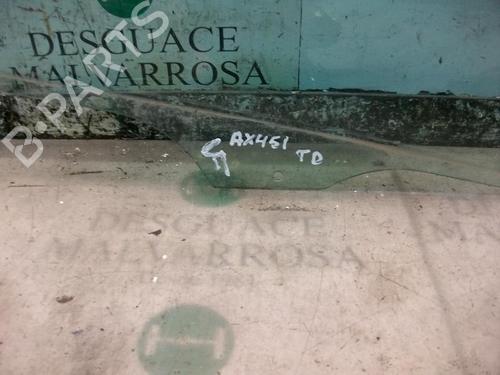 DESGUACE
MALVARROSA
B-PARTS
AX451
TD
DESGUACE
MALVARROSA